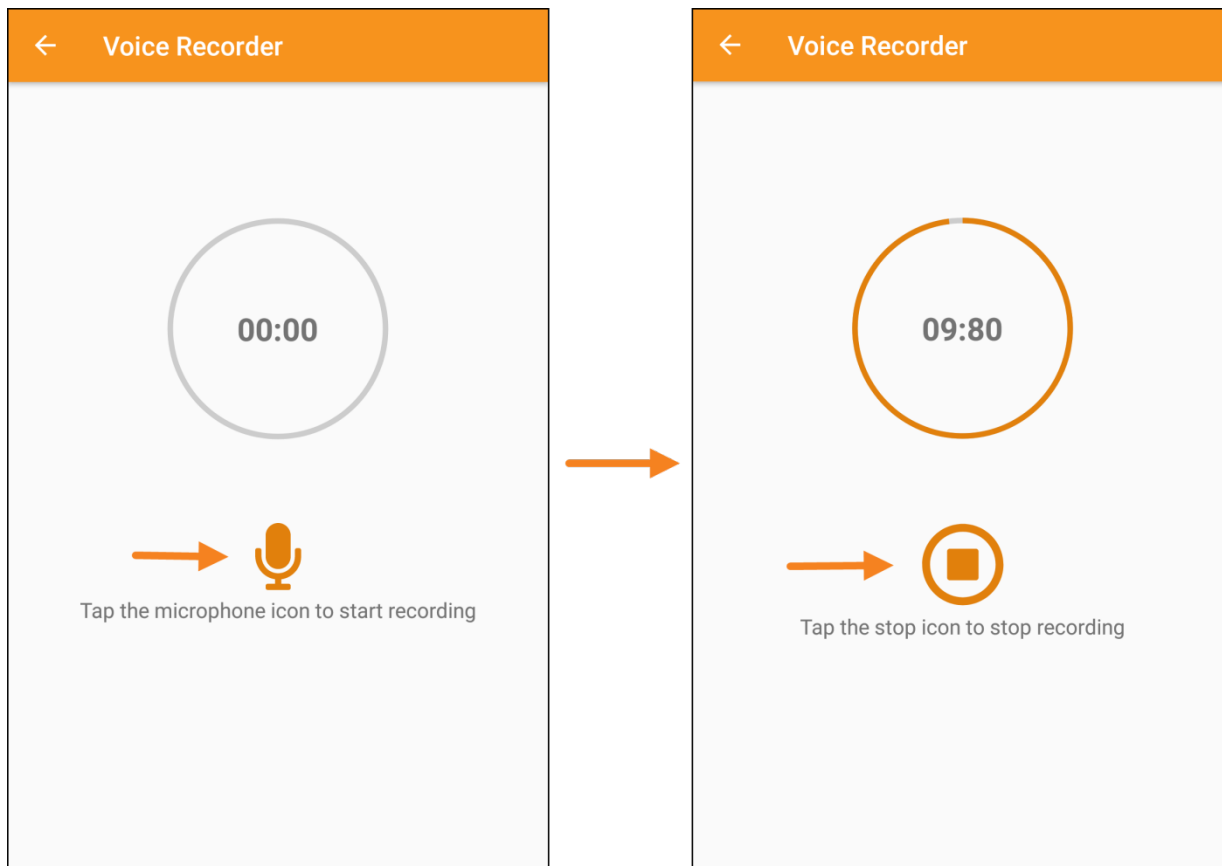 Voice Recorder
00:00
Tap the microphone icon to start recording
Voice Recorder
09:80
Tap the stop icon to stop recording